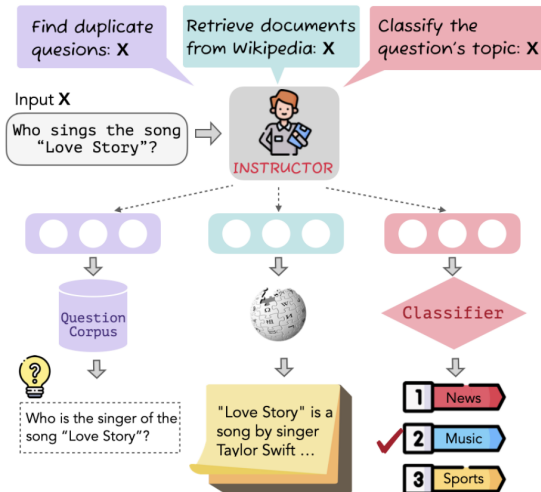 Find duplicate
quesions: X
Retrieve documents
from Wikipedia: X
Classify the
question's topic: X
Input X
Who sings the song
“Love Story”?
INSTRUCTOR
Question
Corpus
Classifier
?
Who is the singer of the
song “Love Story”?
"Love Story" is a
song by singer
Taylor Swift ...
1 News
2 Music
3 Sports